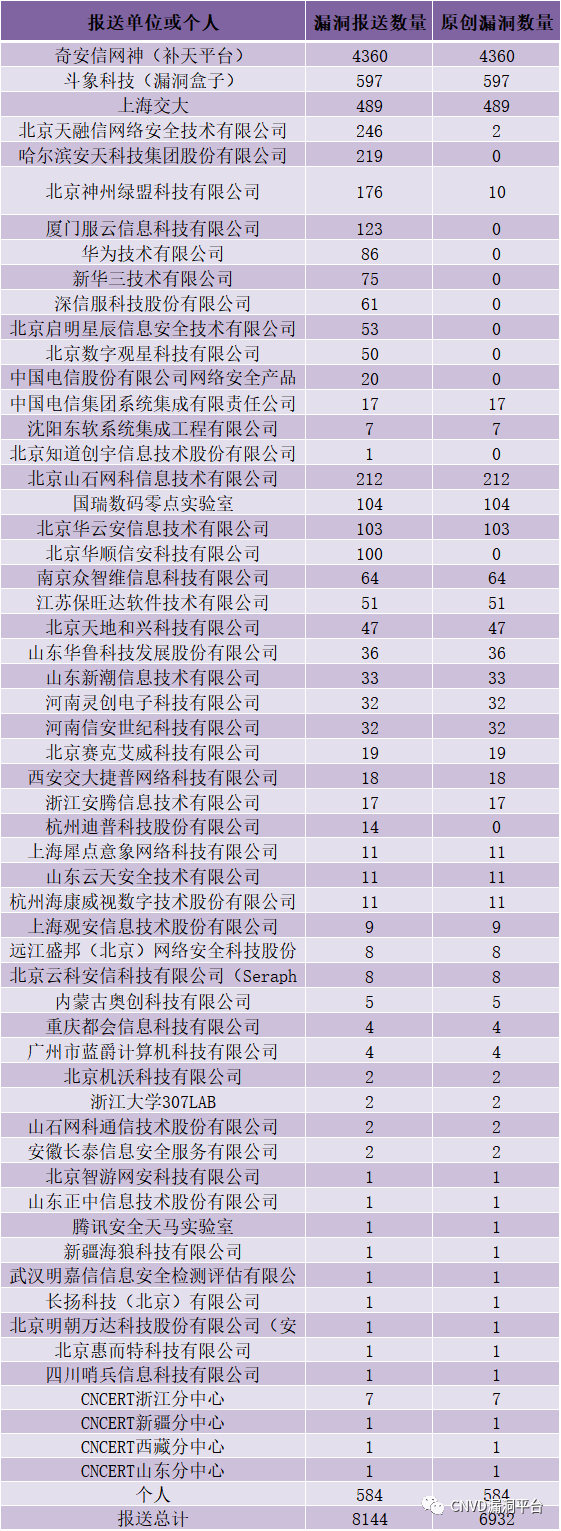 报送单位或个人 漏洞报送数量 原创漏洞数量
奇安信网神（补天平台） 4360 4360
斗象科技（漏洞盒子） 597 597
上海交大 489 489
北京天融信网络安全技术有限公司 246 2
哈尔滨安天科技集团股份有限公司 219 0
北京神州绿盟科技有限公司 176 10
厦门服云信息科技有限公司 123 0
华为技术有限公司 86 0
新华三技术有限公司 75 0
深信服科技股份有限公司 61 0
北京启明星辰信息安全技术有限公司 53 0
北京数字观星科技有限公司 50 0
中国电信股份有限公司网络安全产品 20 0
中国电信集团系统集成有限责任公司 17 17
沈阳东软系统集成工程有限公司 7 7
北京知道创宇信息技术股份有限公司 1 0
北京山石网科信息技术有限公司 212 212
国瑞数码零点实验室 104 104
北京华云安信息技术有限公司 103 103
北京华顺信安科技有限公司 100 0
南京众智维信息科技有限公司 64 64
江苏保旺达软件技术有限公司 51 51
北京天地和兴科技有限公司 47 47
山东华鲁科技发展股份有限公司 36 36
山东新潮信息技术有限公司 33 33
河南灵创电子科技有限公司 32 32
河南信安世纪科技有限公司 32 32
北京赛克艾威科技有限公司 19 19
西安交大捷普网络科技有限公司 18 18
浙江安腾信息技术有限公司 17 17
杭州迪普科技股份有限公司 14 0
上海犀点意象网络科技有限公司 11 11
山东云天安全技术有限公司 11 11
杭州海康威视数字技术股份有限公司 11 11
上海观安信息技术股份有限公司 9 9
远江盛邦（北京）网络安全科技股份 8 8
北京云科安信科技有限公司（Seraph 8 8
内蒙古奥创科技有限公司 5 5
重庆都会信息科技有限公司 4 4
广州市蓝爵计算机科技有限公司 4 4
北京机沃科技有限公司 2 2
浙江大学307LAB 2 2
山石网科通信技术股份有限公司 2 2
安徽长泰信息安全服务有限公司 2 2
北京智游网安科技有限公司 1 1
山东正中信息技术股份有限公司 1 1
腾讯安全天马实验室 1 1
新疆海狼科技有限公司 1 1
武汉明嘉信信息安全检测评估有限公 1 1
长扬科技（北京）有限公司 1 1
北京明朝万达科技股份有限公司（安 1 1
北京惠而特科技有限公司 1 1
四川哨兵信息科技有限公司 1 1
CNCERT浙江分中心 7 7
CNCERT新疆分中心 1 1
CNCERT西藏分中心 1 1
CNCERT山东分中心 1 1
个人 584 584
报送总计 8144 6932
CNVD漏洞平台